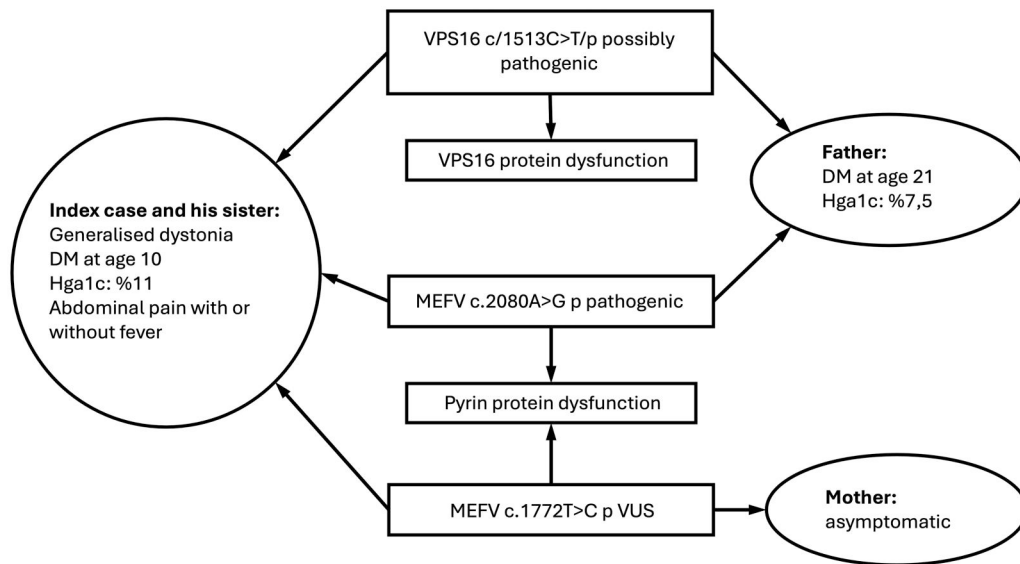 VPS16 c/1513C>T/p possibly
pathogenic
VPS16 protein dysfunction
Father:
DM at age 21
Hga1c: %7,5
Index case and his sister:
Generalised dystonia
DM at age 10
Hga1c: %11
Abdominal pain with or
without fever
MEFV c.2080A>G p pathogenic
Pyrin protein dysfunction
MEFV c.1772T>C p VUS
Mother:
asymptomatic